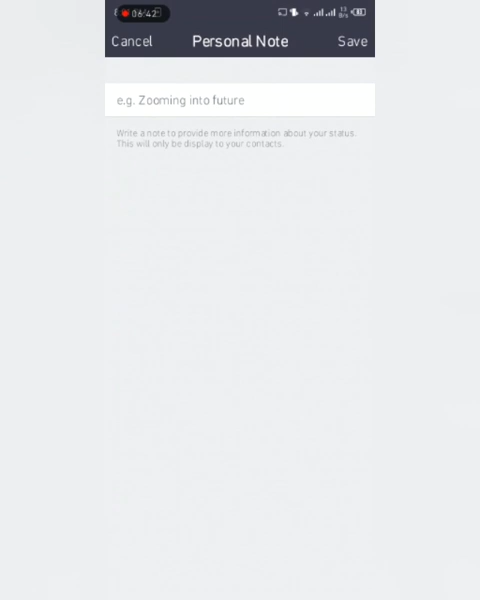 06:42
13
B/s
Cancel
Personal Note
Save
e.g. Zooming into future
Write a note to provide more information about your status.
This will only be display to your contacts.